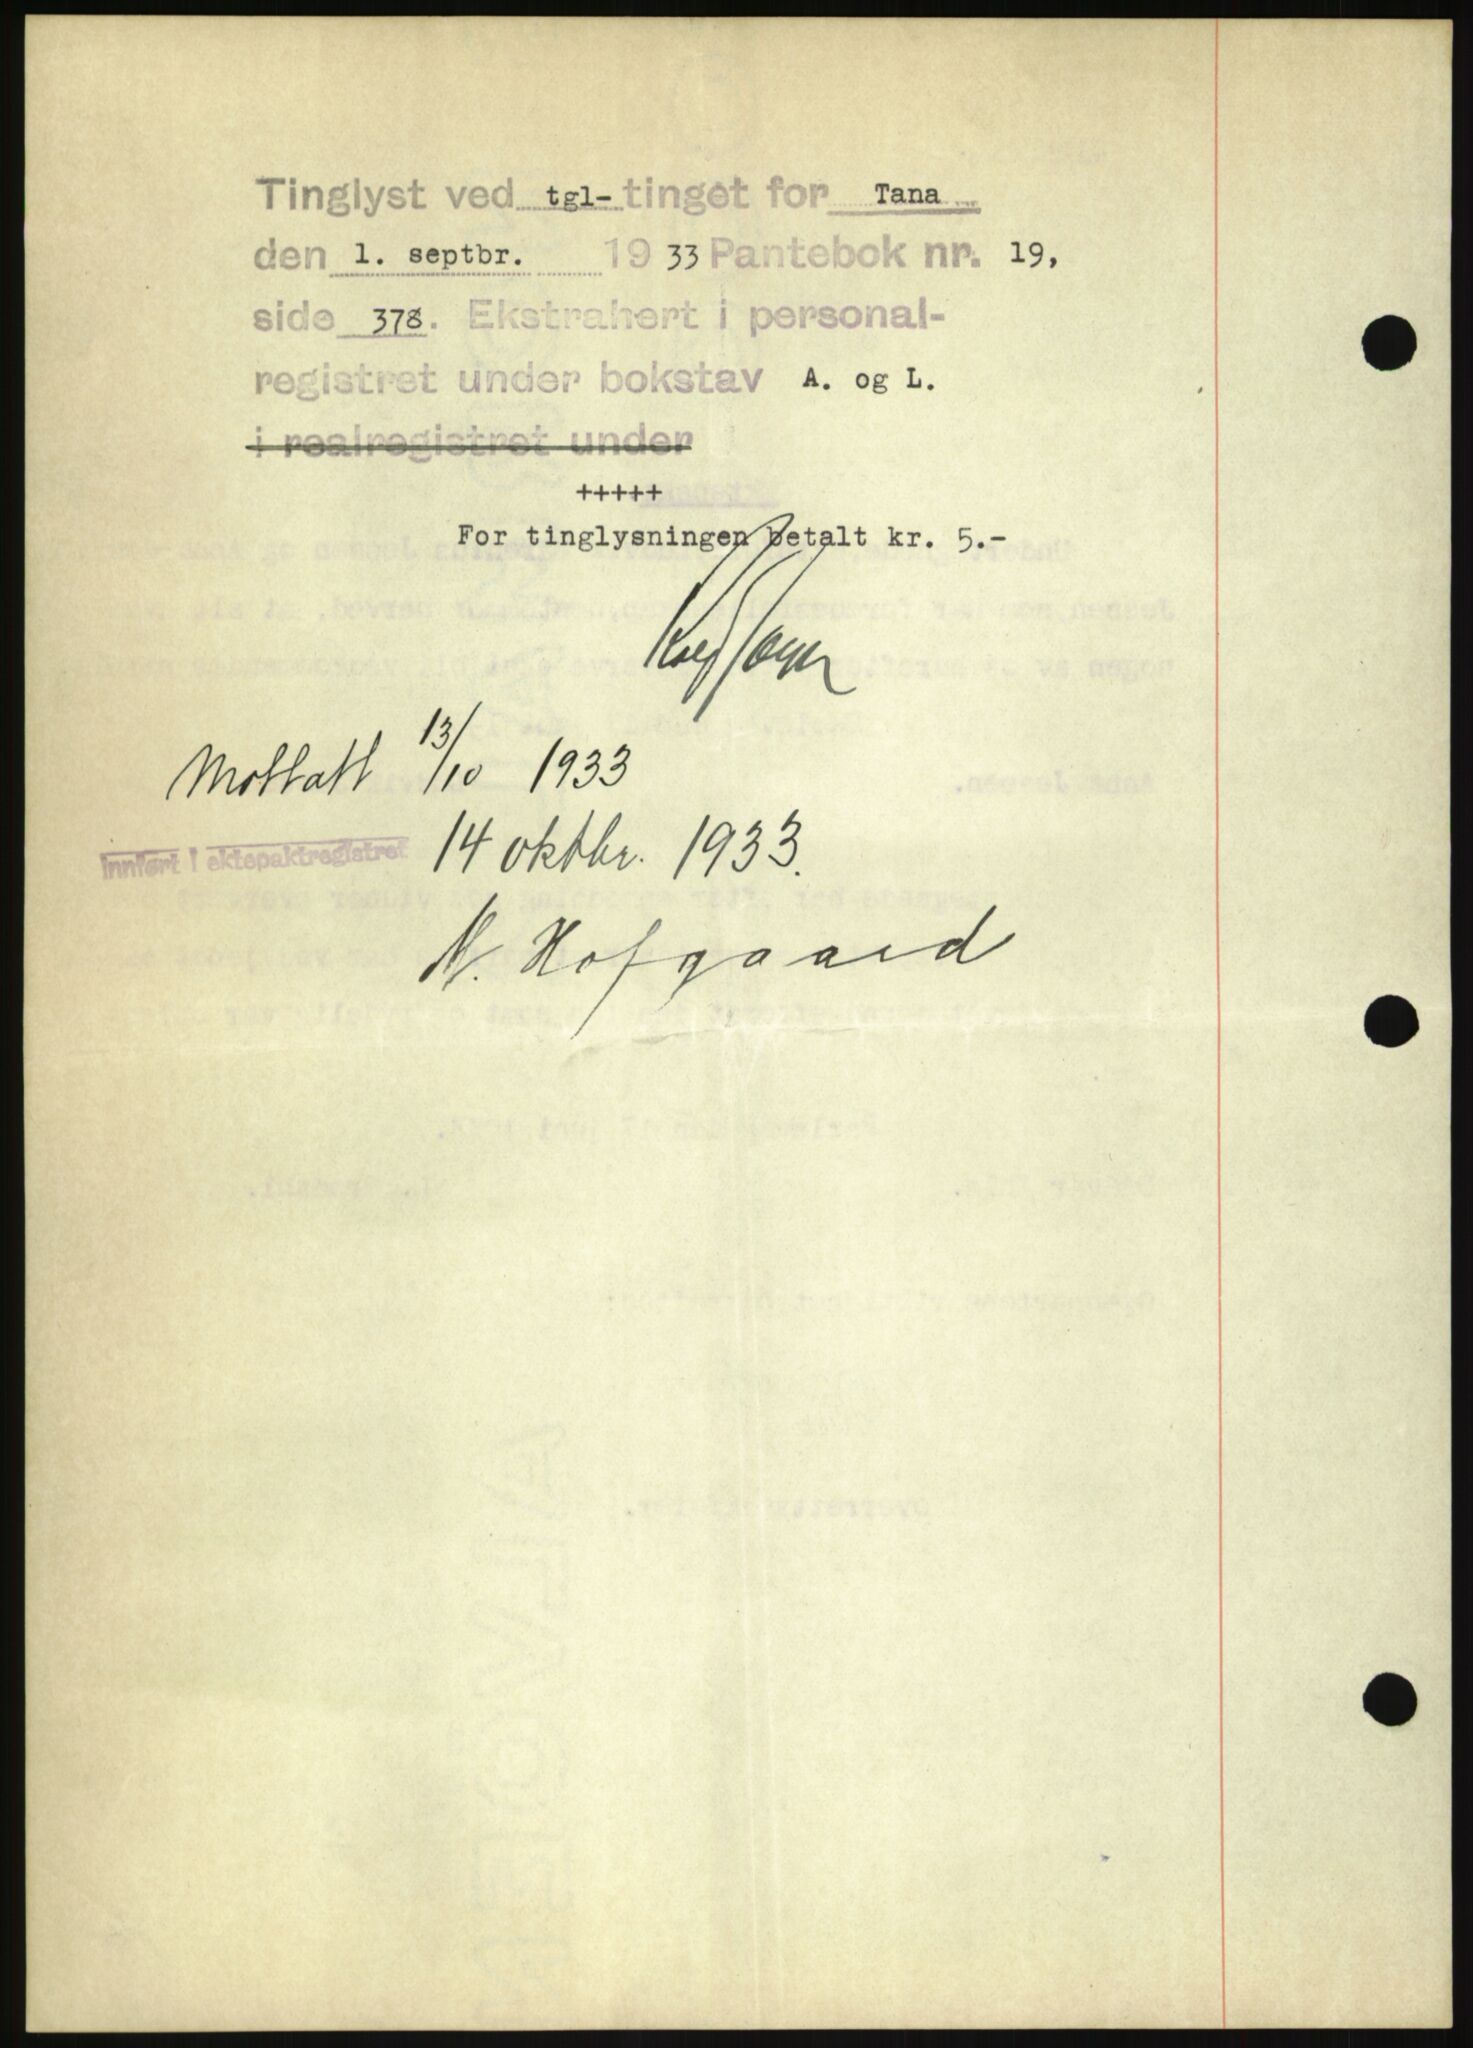 Tinglyst ved tgl-tinget for Tana
den 1. septbr. 1933 Pantebok nr. 19,
side 378. Ekstrahert i personal-
registret under bokstav A. og L.
i realregistret under
+++++
For tinglysningen betalt kr. 5.-
Mottatt 13/10 1933
Innført i ektepaktregistret 14 oktbr. 1933.
N. Hofgaard